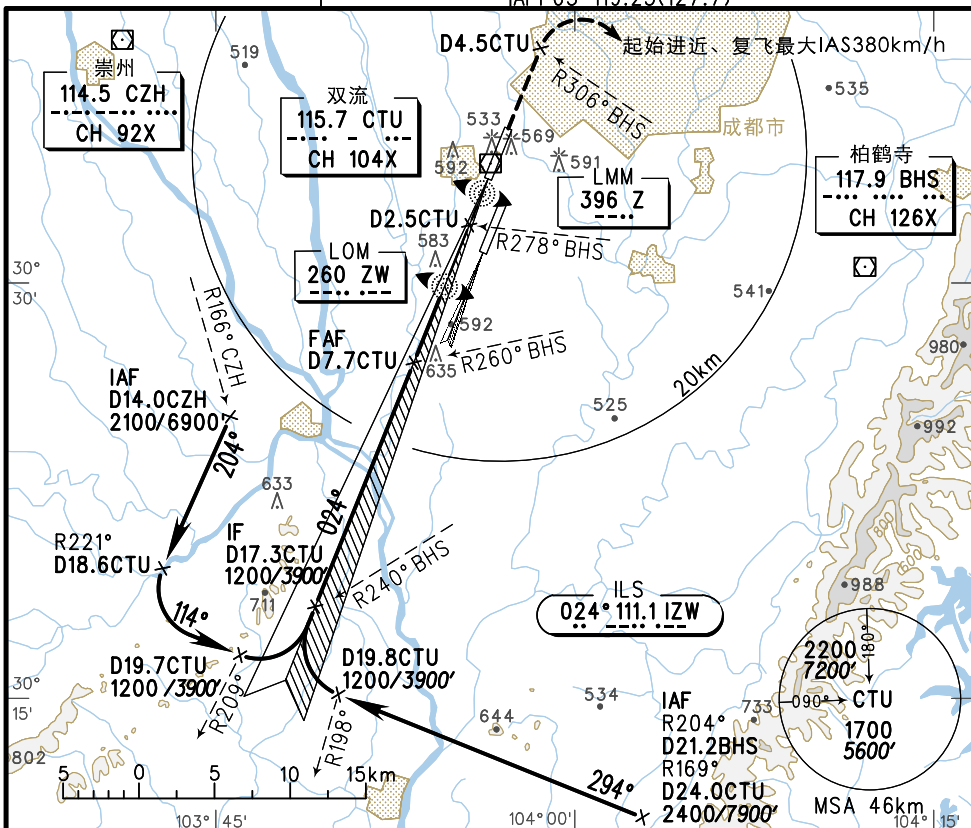 D4.5CTU
起始进近、复飞最大IAS380km/h
519
崇州
114.5 CZH
CH 92X
双流
115.7 CTU
CH 104X
R306° BHS
535
成都市
533
569
592
591
LMM
396 Z
柏鹤寺
117.9 BHS
CH 126X
D2.5CTU
R278° BHS
583
LOM
260 ZW
30°
30'
541
R166° CZH
592
FAF
D7.7CTU
R260° BHS
635
980
20km
IAF
D14.0CZH
2100/6900'
525
992
204°
633
024°
R221°
D18.6CTU
IF
D17.3CTU
1200/3900'
R240° BHS
800
600
711
988
114°
ILS
024° 111.1 IZW
D19.7CTU
1200/3900'
D19.8CTU
1200/3900'
2200
7200'
180°
090°
CTU
1700
5600'
30°
15'
R209°
R198°
534
644
733
IAF
R204°
D21.2BHS
R169°
D24.0CTU
2400/7900'
802
294°
5 0 5 10 15km
MSA 46km
103°45'
104°00'
104°15'